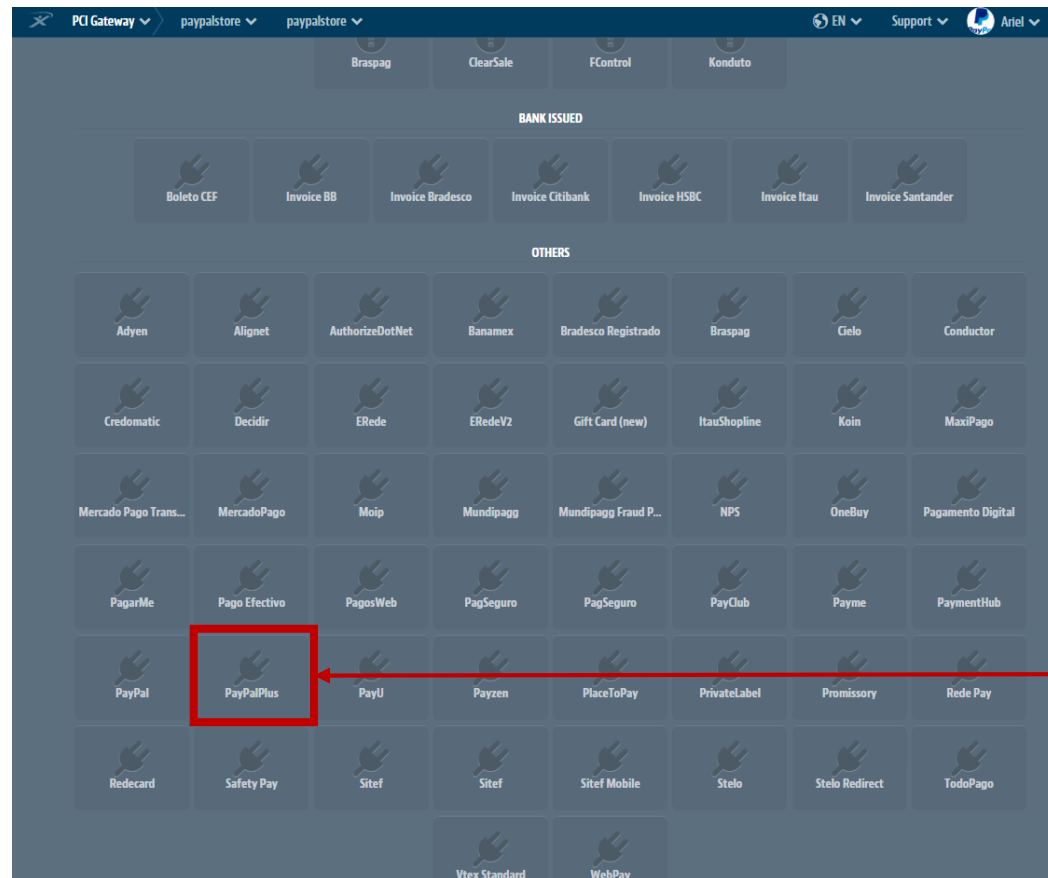 PCI Gateway paypalstore paypalstore EN Support Ariel
Braspag ClearSale FControl Konduto
BANK ISSUED
Boleto CEF Invoice BB Invoice Bradesco Invoice Citibank Invoice HSBC Invoice Itau Invoice Santander
OTHERS
Adyen Alignet AuthorizeDotNet Banamex Bradesco Registrado Braspag Cielo Conductor
Credomatic Decidir ERede ERedeV2 Gift Card (new) ItauShopline Koin MaxiPago
Mercado Pago Trans... MercadoPago Moip Mundipagg Mundipagg Fraud P... NPS OneBuy Pagamento Digital
PagarMe Pago Efectivo PagosWeb PagSeguro PagSeguro PayClub Payme PaymentHub
PayPal PayPalPlus PayU Payzen PlaceToPay PrivateLabel Promissory Rede Pay
Redecard Safety Pay Sitef Sitef Sitef Mobile Stelo Stelo Redirect TodoPago
Vtex Standard WebPay